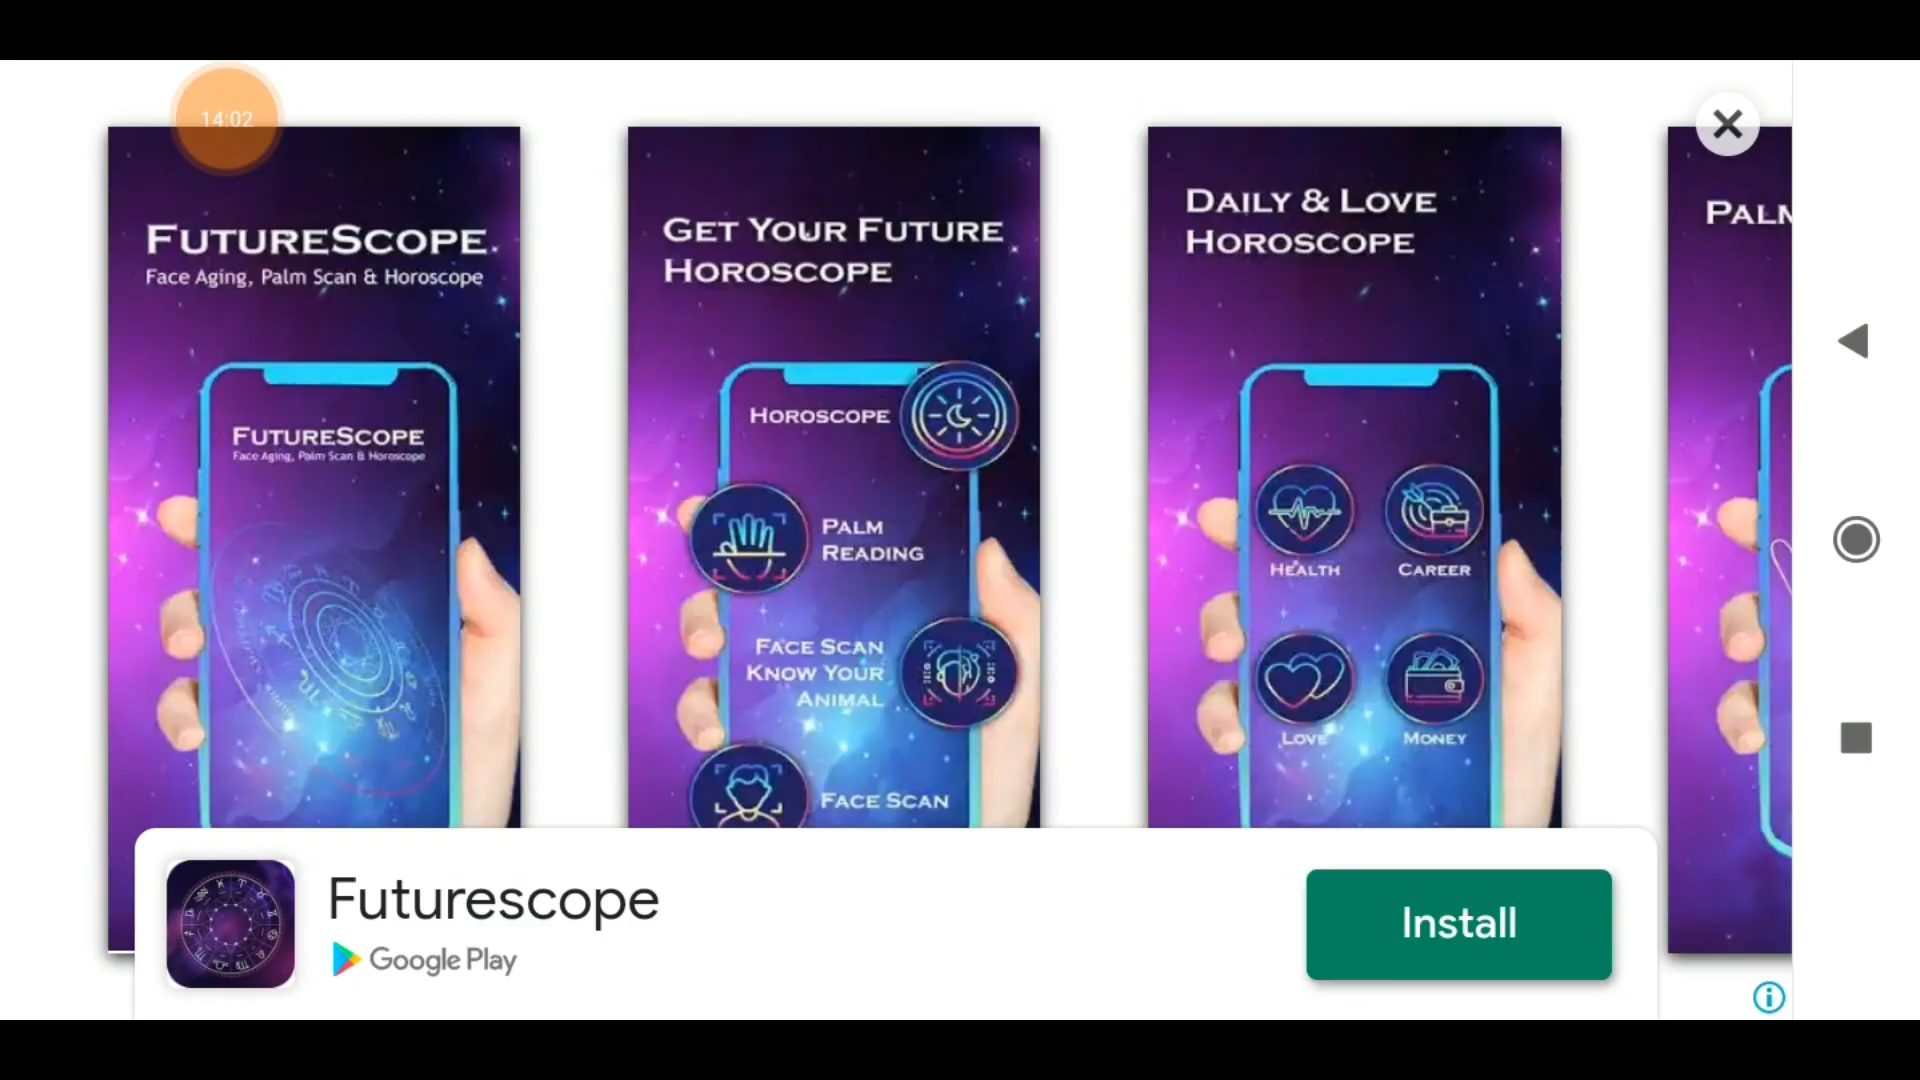 14:02
FUTURESCOPE
Face Aging, Palm Scan & Horoscope
FUTURESCOPE
Face Aging, Palm Scan & Horoscope
GET YOUR FUTURE
HOROSCOPE
HOROSCOPE
PALM
READING
FACE SCAN
KNOW YOUR
ANIMAL
FACE SCAN
DAILY & LOVE
HOROSCOPE
HEALTH
CAREER
LOVE
MONEY
PALM
Futurescope
Google Play
Install